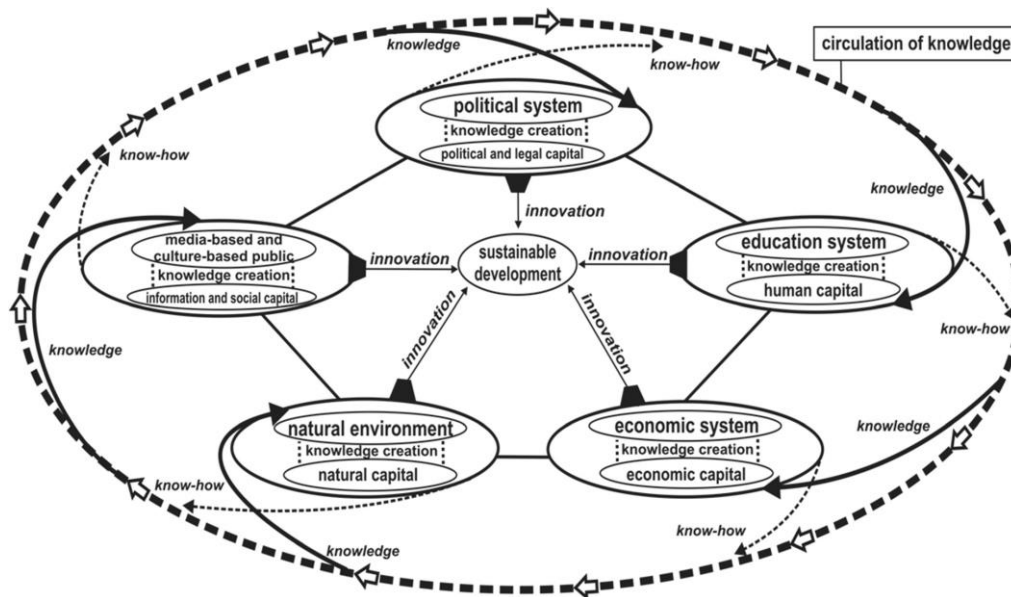 knowledge
know-how
circulation of knowledge
political system
knowledge creation
political and legal capital
know-how
innovation
knowledge
media-based and
culture-based public
knowledge creation
information and social capital
innovation
sustainable
development
innovation
education system
knowledge creation
human capital
know-how
knowledge
innovation
innovation
natural environment
knowledge creation
natural capital
economic system
knowledge creation
economic capital
knowledge
know-how
know-how
knowledge